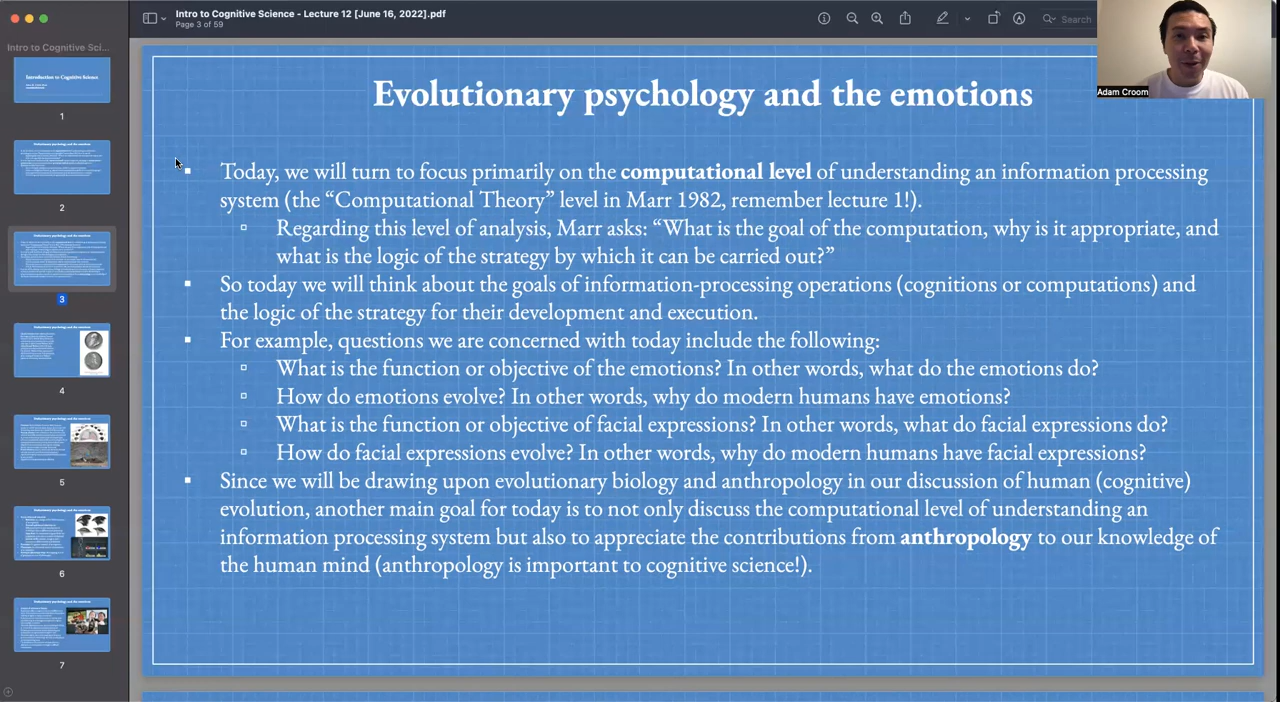 Intro to Cognitive Science - Lecture 12 [June 16, 2022].pdf
Page 3 of 59
Search
Intro to Cognitive Sci...
Adam Croom
Introduction to Cognitive Science
1
2
3
4
5
6
7
Evolutionary psychology and the emotions
Today, we will turn to focus primarily on the computational level of understanding an information processing
system (the “Computational Theory” level in Marr 1982, remember lecture 1!).
Regarding this level of analysis, Marr asks: “What is the goal of the computation, why is it appropriate, and
what is the logic of the strategy by which it can be carried out?”
So today we will think about the goals of information-processing operations (cognitions or computations) and
the logic of the strategy for their development and execution.
For example, questions we are concerned with today include the following:
What is the function or objective of the emotions? In other words, what do the emotions do?
How do emotions evolve? In other words, why do modern humans have emotions?
What is the function or objective of facial expressions? In other words, what do facial expressions do?
How do facial expressions evolve? In other words, why do modern humans have facial expressions?
Since we will be drawing upon evolutionary biology and anthropology in our discussion of human (cognitive)
evolution, another main goal for today is to not only discuss the computational level of understanding an
information processing system but also to appreciate the contributions from anthropology to our knowledge of
the human mind (anthropology is important to cognitive science!).